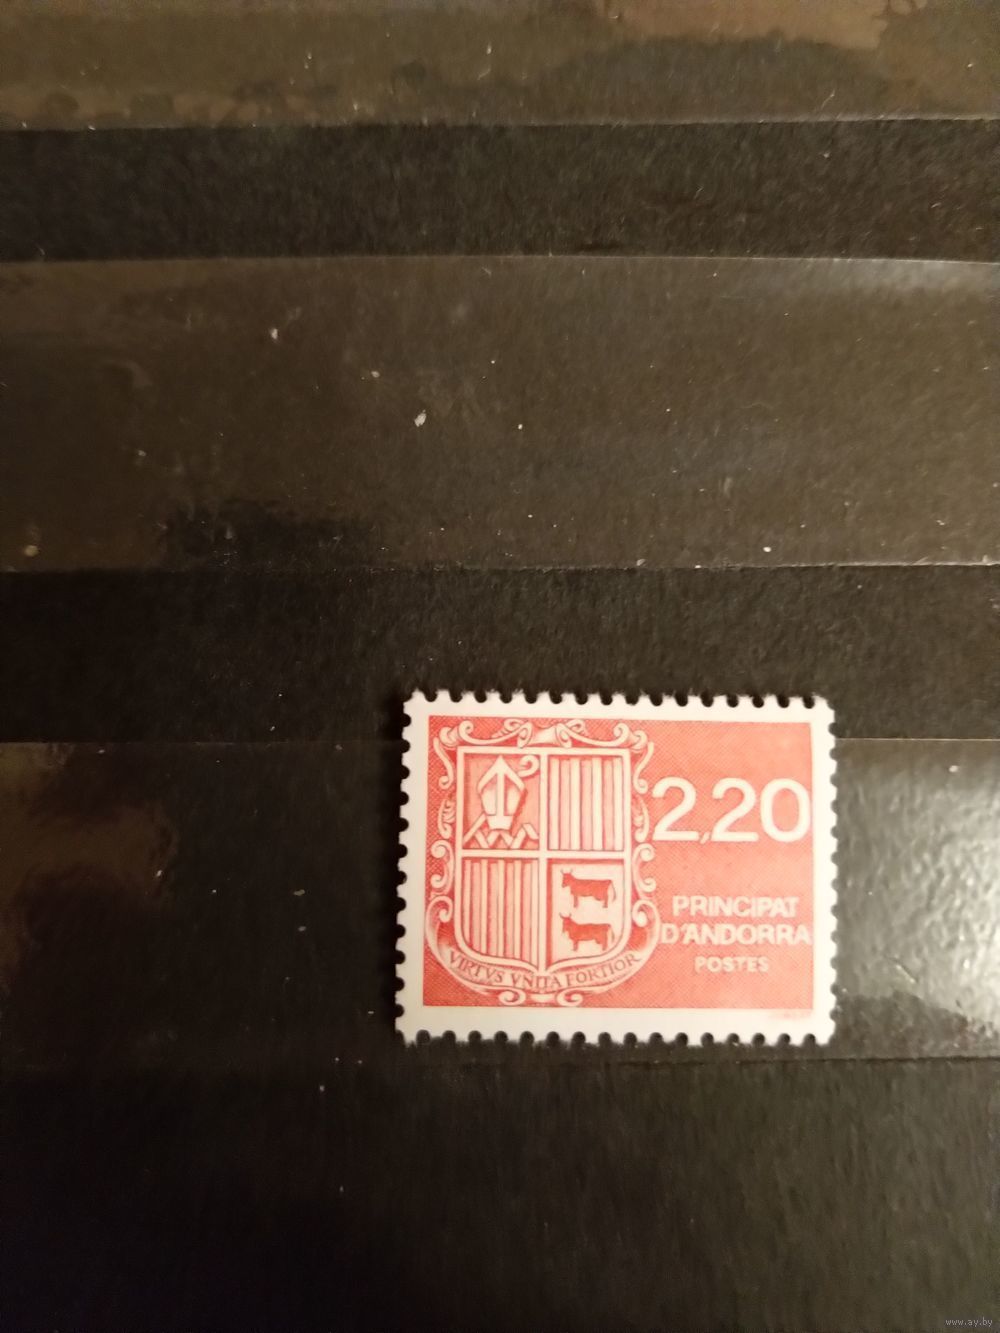 2,20
PRINCIPAT
D'ANDORRA
POSTES
VIRTVS VNITA FORTIOR
www.ay.by